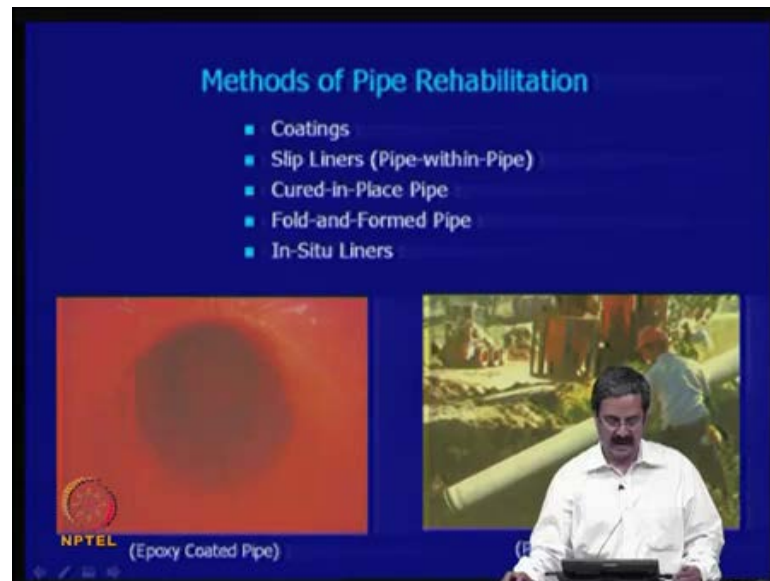 Methods of Pipe Rehabilitation
Coatings
Slip Liners (Pipe-within-Pipe)
Cured-in-Place Pipe
Fold-and-Formed Pipe
In-Situ Liners
NPTEL
(Epoxy Coated Pipe)